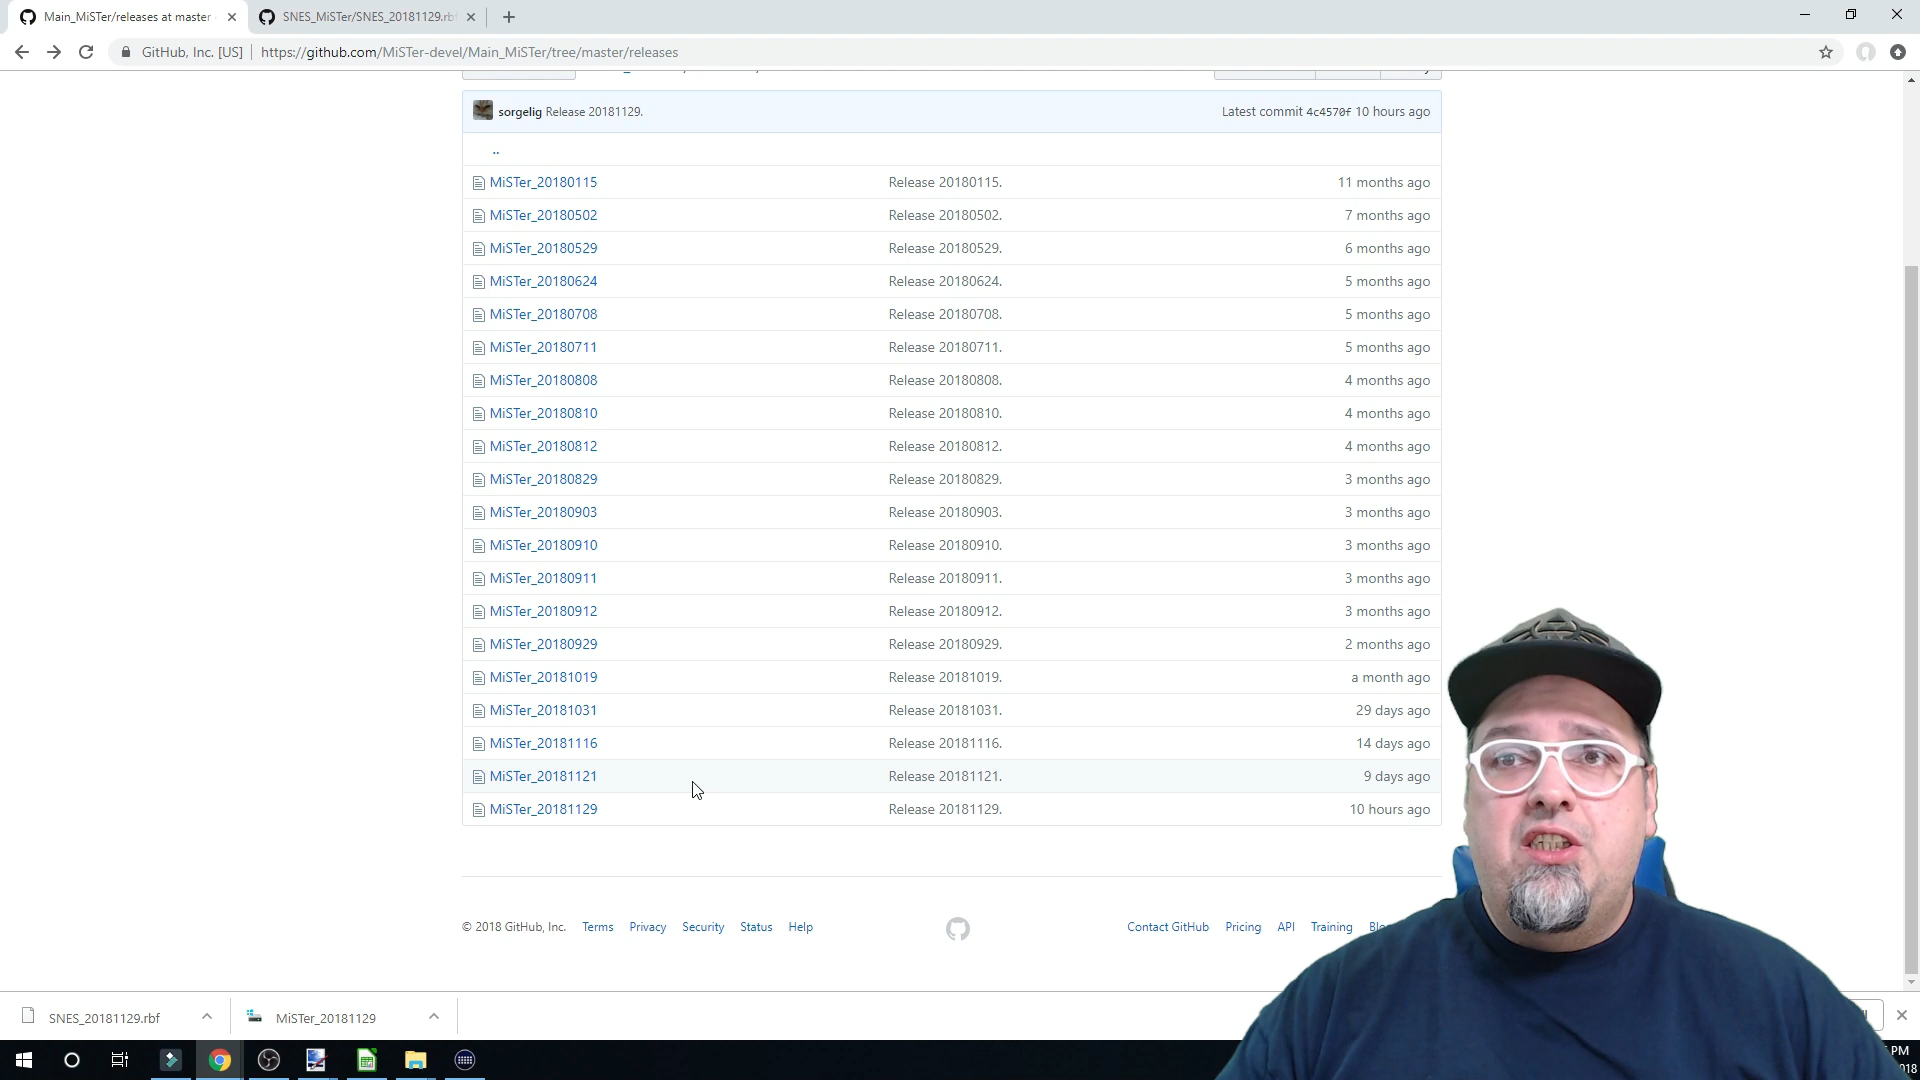 Main_MiSTer/releases at master
SNES_MiSTer/SNES_20181129.rbf
GitHub, Inc. [US] https://github.com/MiSTer-devel/Main_MiSTer/tree/master/releases
sorgelig Release 20181129. Latest commit 4c4570f 10 hours ago
..
MiSTer_20180115 Release 20180115. 11 months ago
MiSTer_20180502 Release 20180502. 7 months ago
MiSTer_20180529 Release 20180529. 6 months ago
MiSTer_20180624 Release 20180624. 5 months ago
MiSTer_20180708 Release 20180708. 5 months ago
MiSTer_20180711 Release 20180711. 5 months ago
MiSTer_20180808 Release 20180808. 4 months ago
MiSTer_20180810 Release 20180810. 4 months ago
MiSTer_20180812 Release 20180812. 4 months ago
MiSTer_20180829 Release 20180829. 3 months ago
MiSTer_20180903 Release 20180903. 3 months ago
MiSTer_20180910 Release 20180910. 3 months ago
MiSTer_20180911 Release 20180911. 3 months ago
MiSTer_20180912 Release 20180912. 3 months ago
MiSTer_20180929 Release 20180929. 2 months ago
MiSTer_20181019 Release 20181019. a month ago
MiSTer_20181031 Release 20181031. 29 days ago
MiSTer_20181116 Release 20181116. 14 days ago
MiSTer_20181121 Release 20181121. 9 days ago
MiSTer_20181129 Release 20181129. 10 hours ago
© 2018 GitHub, Inc. Terms Privacy Security Status Help Contact GitHub Pricing API Training
SNES_20181129.rbf MiSTer_20181129
PM